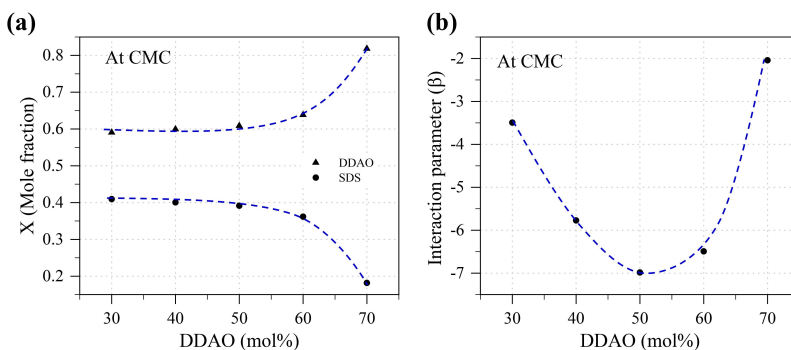 (a)
At CMC
X (Mole fraction)
0.8
0.7
0.6
0.5
0.4
0.3
0.2
DDAO
SDS
30 40 50 60 70
DDAO (mol%)
(b)
At CMC
Interaction parameter (β)
-2
-3
-4
-5
-6
-7
30 40 50 60 70
DDAO (mol%)